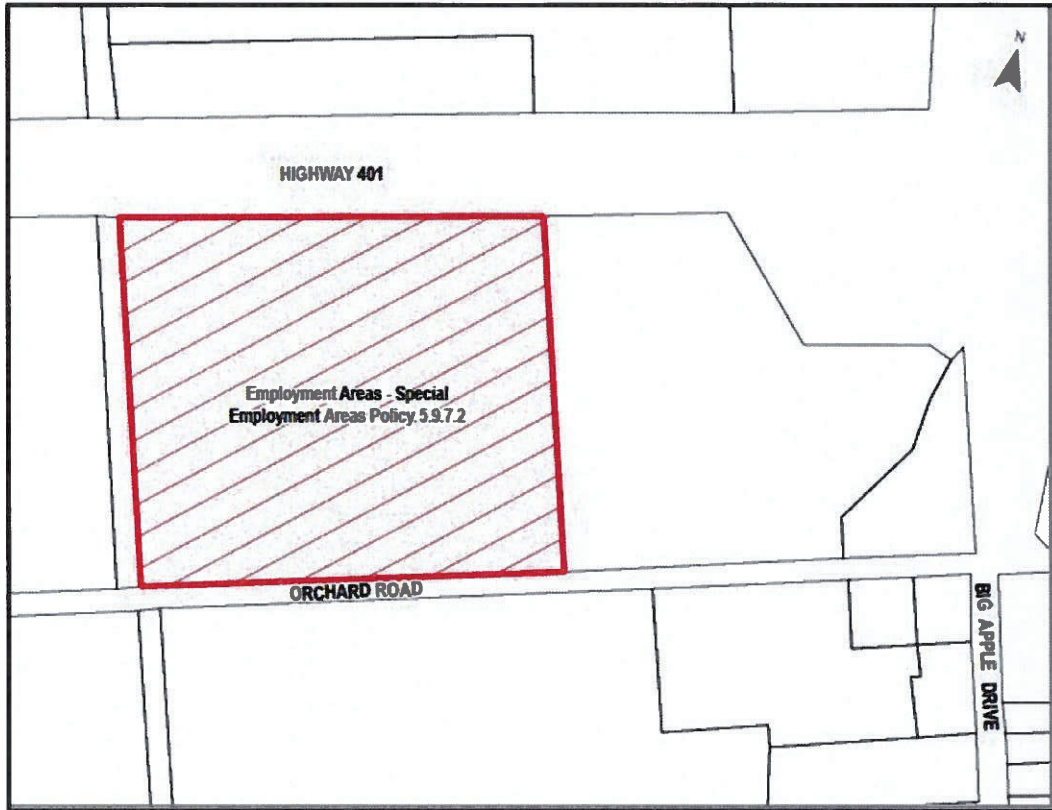 N
HIGHWAY 401
Employment Areas - Special
Employment Areas Policy. 5.9.7.2
ORCHARD ROAD
BIG APPLE DRIVE